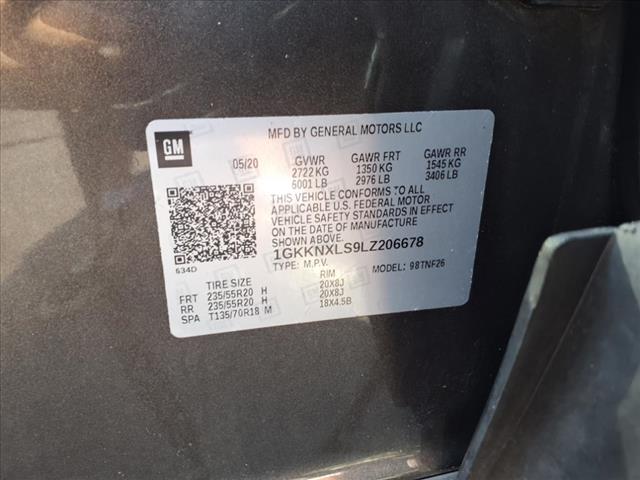 GM
MFD BY GENERAL MOTORS LLC
05/20 GVWR GAWR FRT GAWR RR
2722 KG 1350 KG 1545 KG
6001 LB 2976 LB 3406 LB
THIS VEHICLE CONFORMS TO ALL
APPLICABLE U.S. FEDERAL MOTOR
VEHICLE SAFETY STANDARDS IN EFFECT
ON THE DATE OF MANUFACTURE
SHOWN ABOVE.
1GKKNXLS9LZ206678
634D
TYPE: M.P.V. MODEL: 98TNF26
TIRE SIZE RIM
FRT 235/55R20 H 20X8J
RR 235/55R20 H 20X8J
SPA T135/70R18 M 18X4.5B